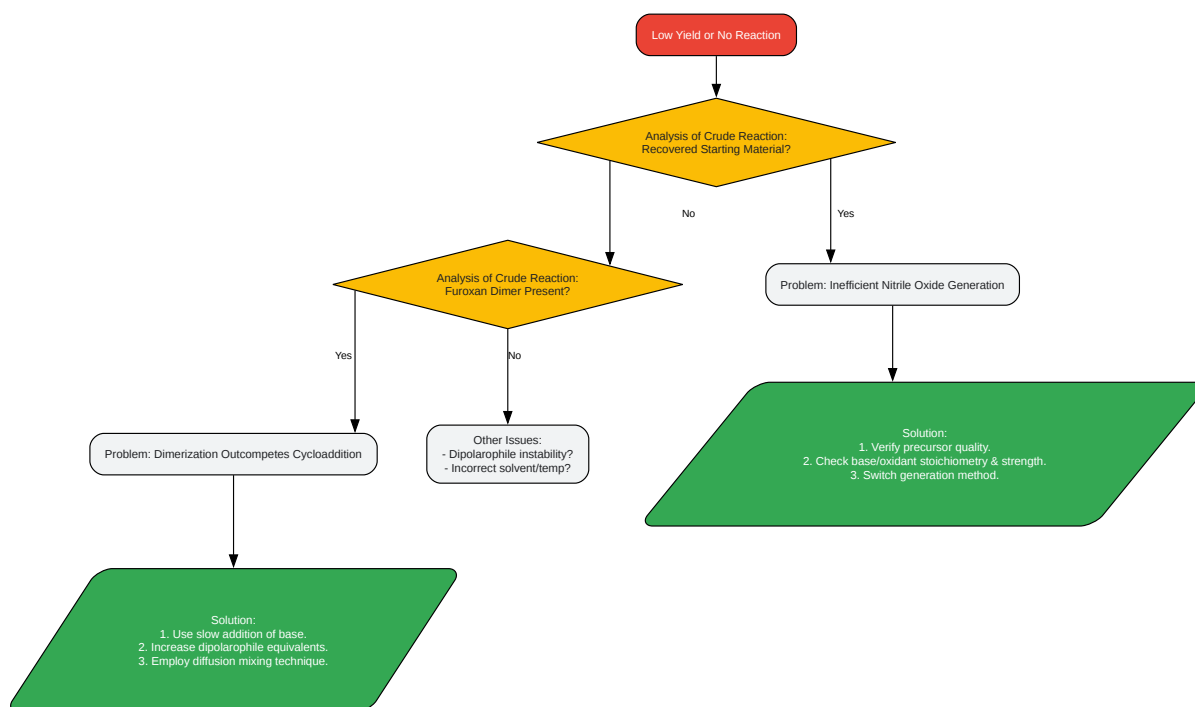 Low Yield or No Reaction
Analysis of Crude Reaction:
Recovered Starting Material?
No
Yes
Analysis of Crude Reaction:
Furoxan Dimer Present?
Problem: Inefficient Nitrile Oxide Generation
Yes
No
Other Issues:
- Dipolarophile instability?
- Incorrect solvent/temp?
Problem: Dimerization Outcompetes Cycloaddition
Solution:
1. Verify precursor quality.
2. Check base/oxidant stoichiometry & strength.
3. Switch generation method.
Solution:
1. Use slow addition of base.
2. Increase dipolarophile equivalents.
3. Employ diffusion mixing technique.